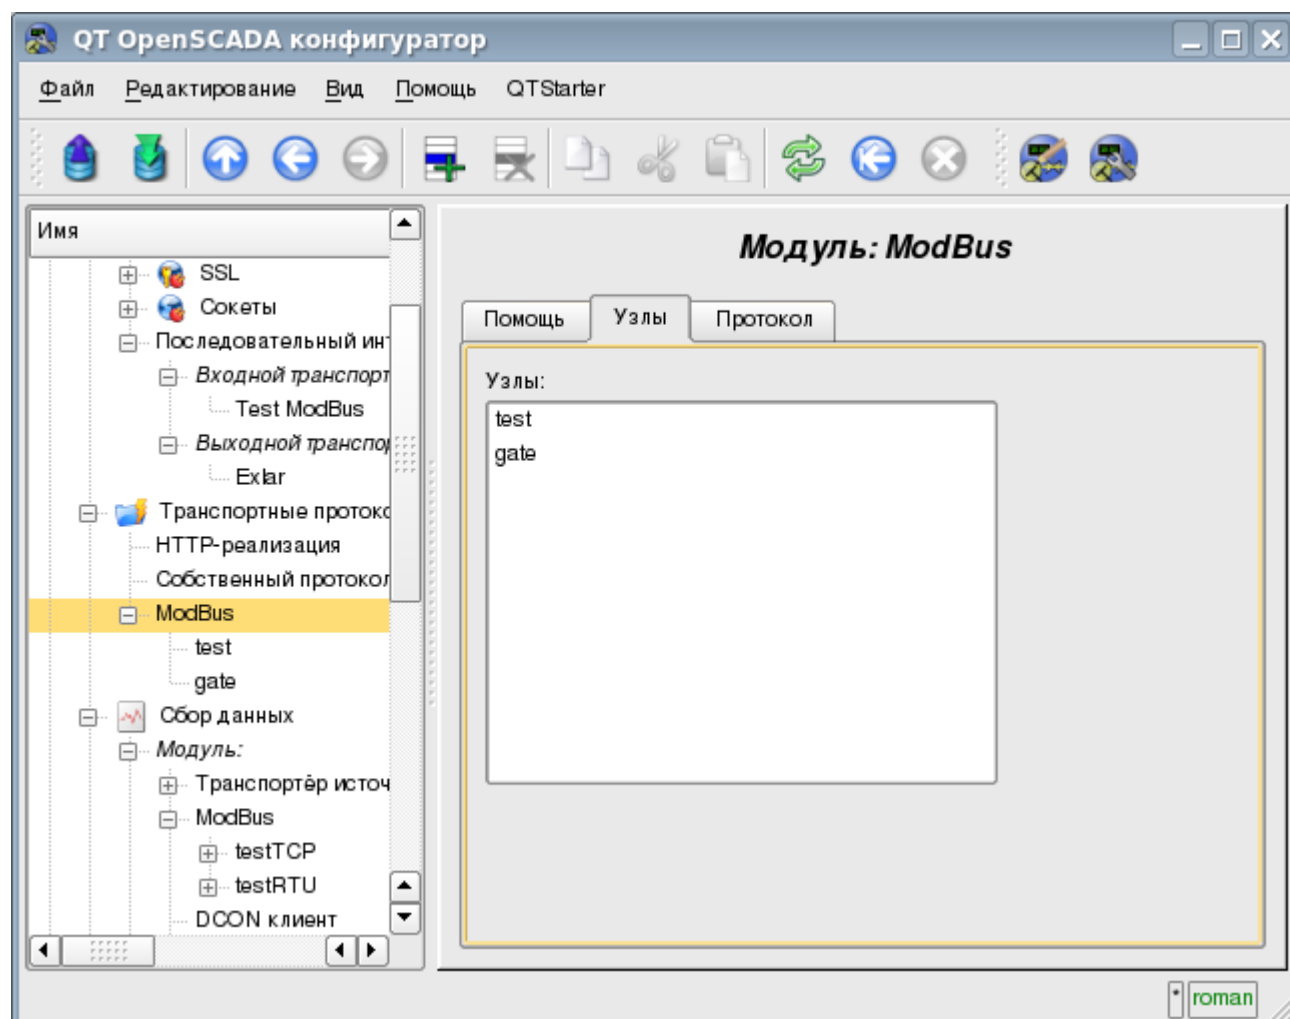 QT OpenSCADA конфигуратор
Файл Редактирование Вид Помощь QTStarter
Имя
SSL
Сокеты
Последовательный инт
Входной транспорт
Test ModBus
Выходной транспо
Exlar
Транспортные протоко
HTTP-реализация
Собственный протокол
ModBus
test
gate
Сбор данных
Модуль:
Транспортёр источ
ModBus
testTCP
testRTU
DCON клиент
Модуль: ModBus
Помощь Узлы Протокол
Узлы:
test
gate
* roman